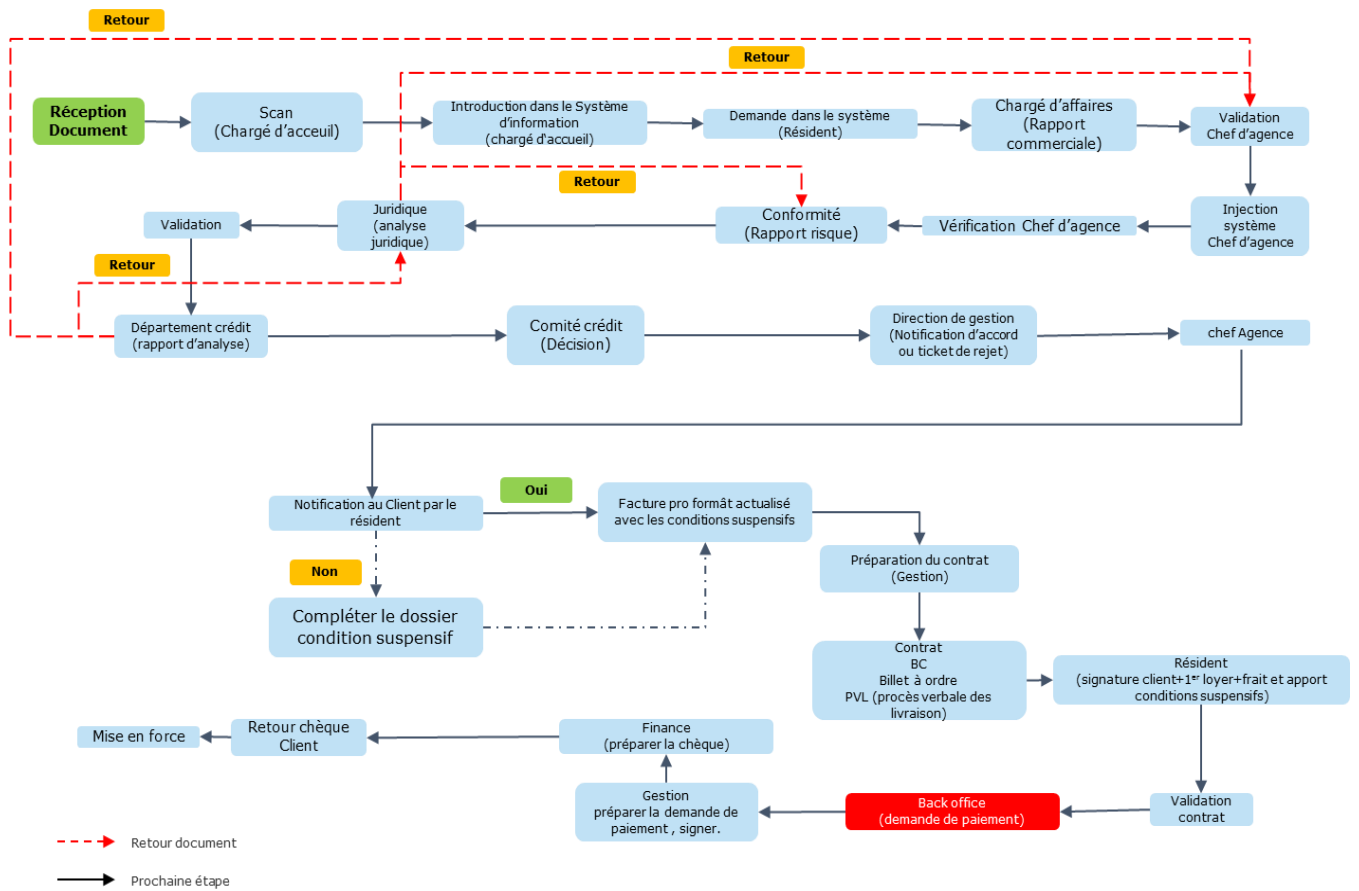 Retour
Retour
Réception
Document
Scan
(Chargé d'acceuil)
Introduction dans le Système
d'information
(chargé d'accueil)
Demande dans le système
(Résident)
Chargé d'affaires
(Rapport
commerciale)
Validation
Chef d'agence
Retour
Validation
Juridique
(analyse
juridique)
Conformité
(Rapport risque)
Vérification Chef d'agence
Injection
système
Chef d'agence
Retour
Département crédit
(rapport d'analyse)
Comité crédit
(Décision)
Direction de gestion
(Notification d'accord
ou ticket de rejet)
chef Agence
Notification au Client par le
résident
Oui
Facture pro formât actualisé
avec les conditions suspensifs
Non
Compléter le dossier
condition suspensif
Préparation du contrat
(Gestion)
Contrat
BC
Billet à ordre
PVL (procès verbale des
livraison)
Résident
(signature client+1er loyer+frait et apport
conditions suspensifs)
Mise en force
Retour chèque
Client
Finance
(préparer la chèque)
Gestion
préparer la demande de
paiement , signer.
Back office
(demande de paiement)
Validation
contrat
Retour document
Prochaine étape